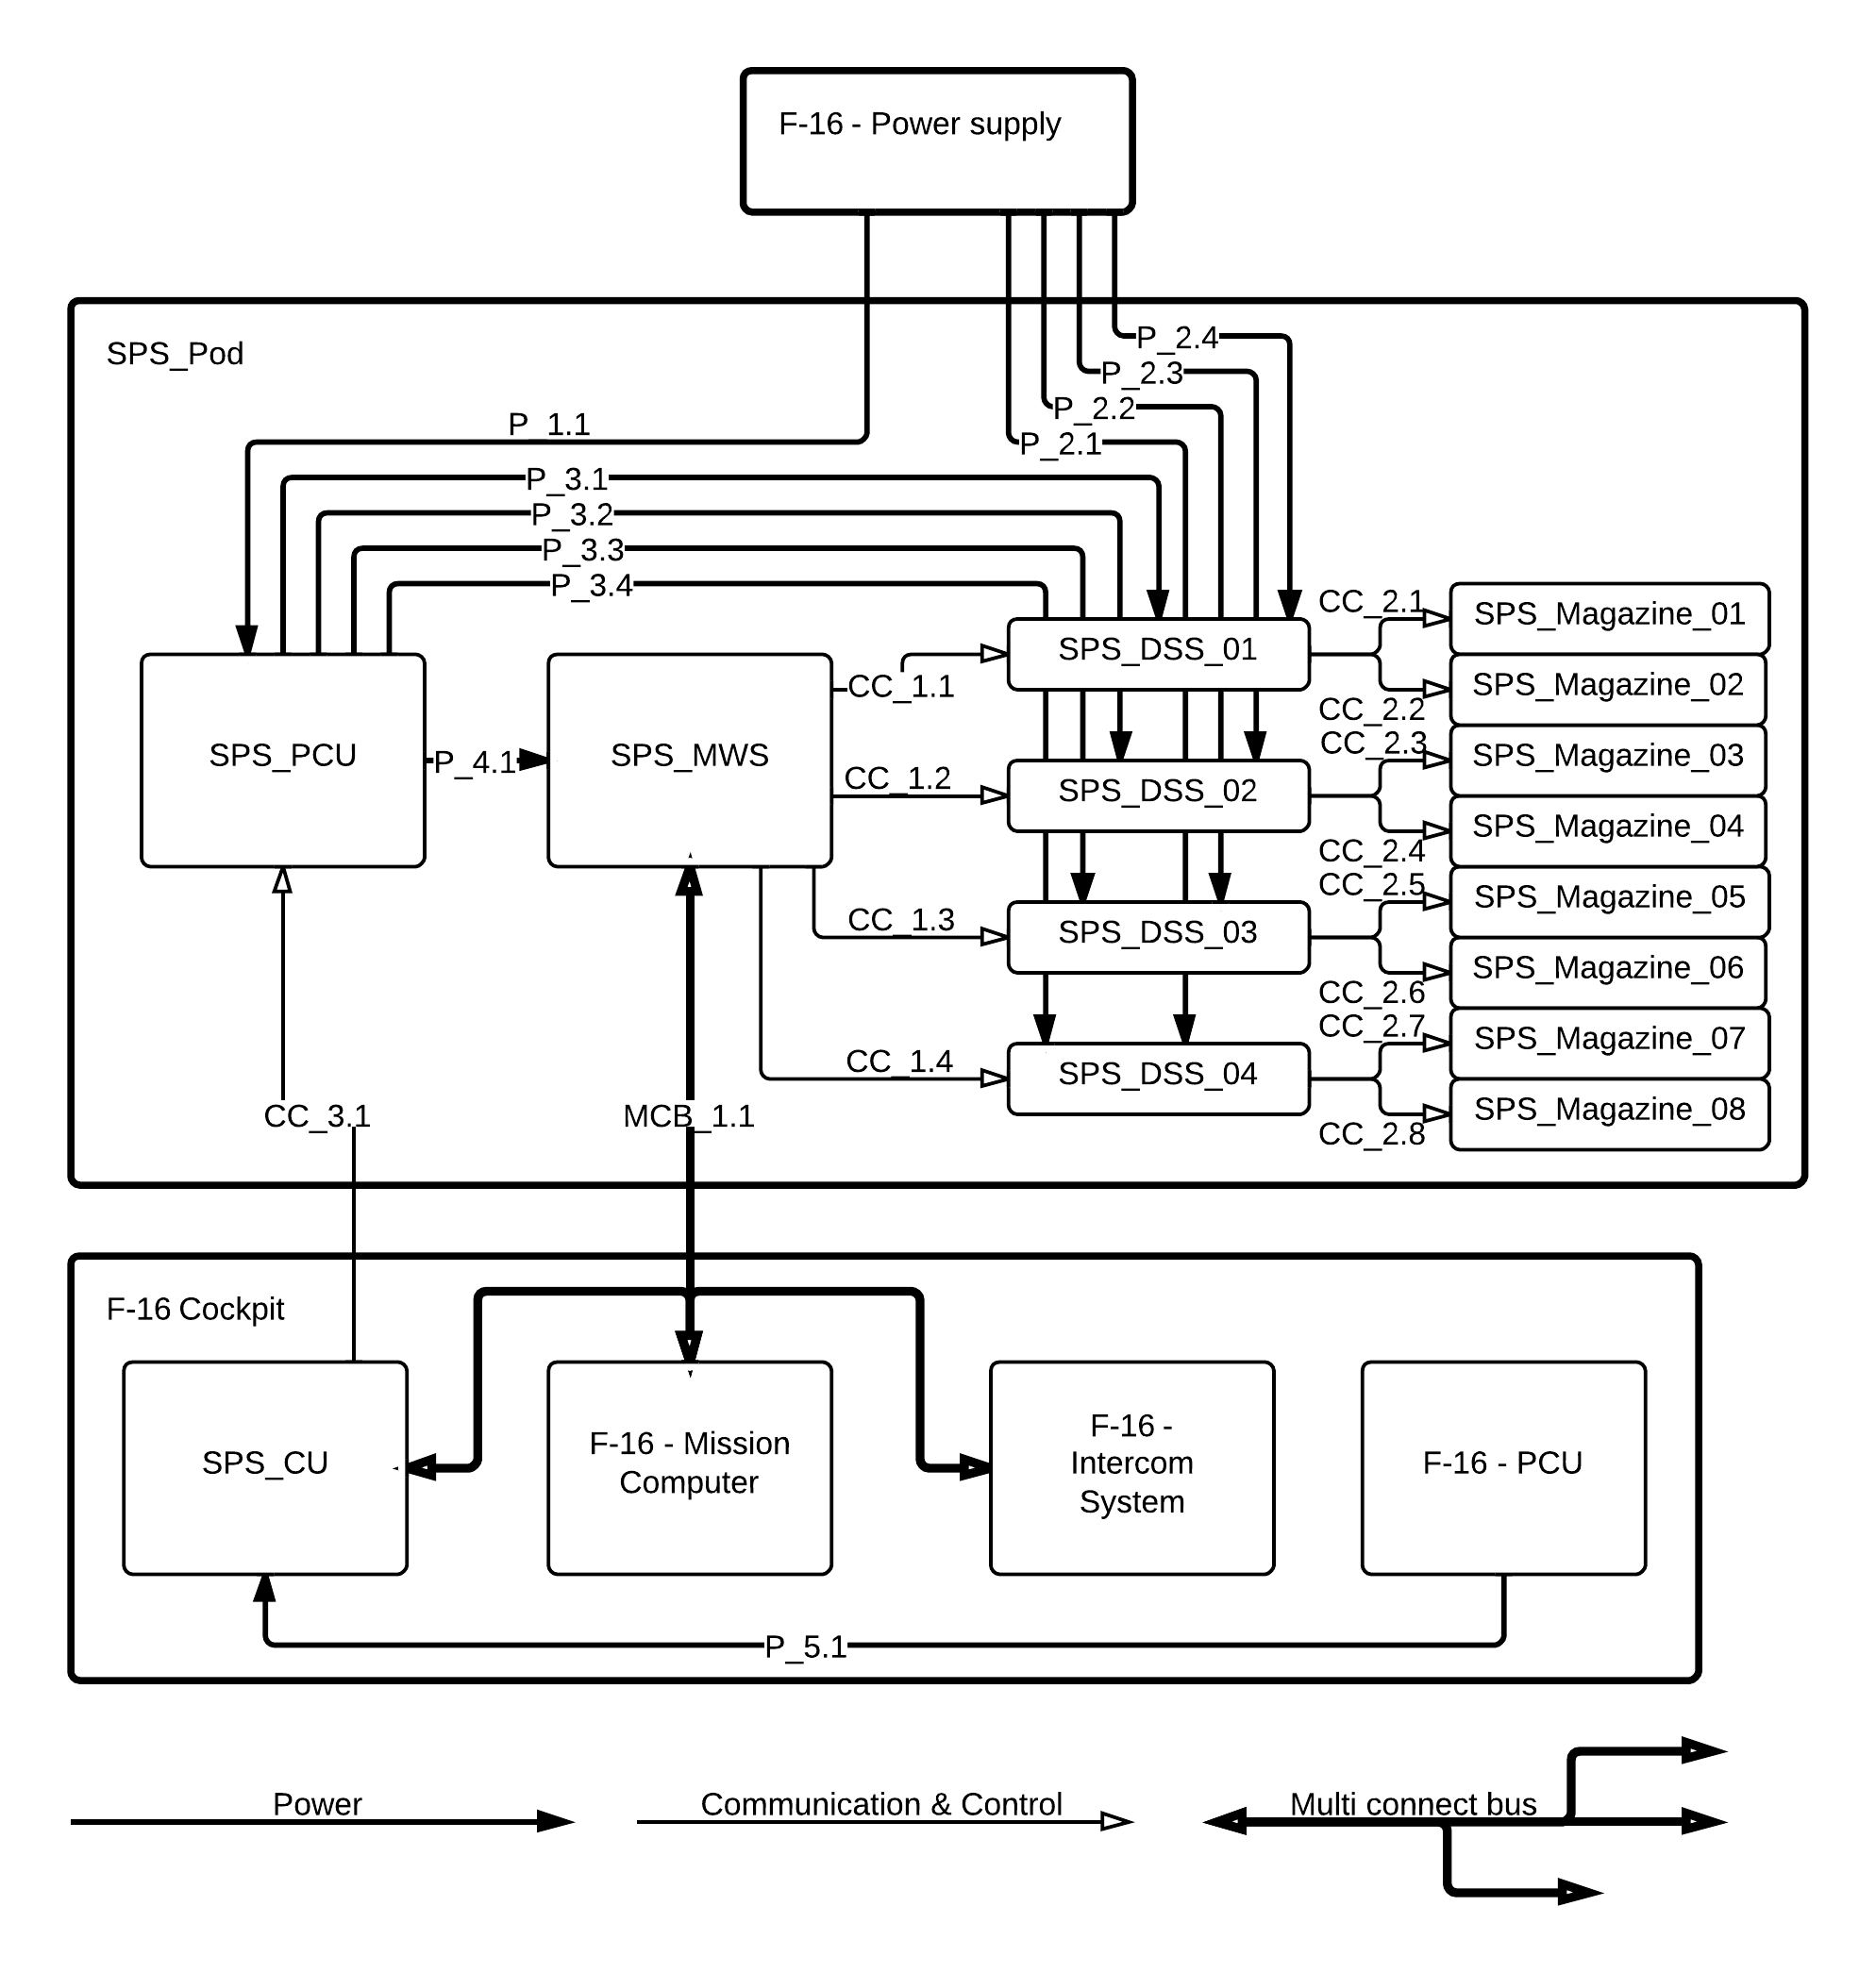 F-16 - Power supply
SPS_Pod
P_2.4
P_2.3
P_2.2
P_1.1
P_2.1
P_3.1
P_3.2
P_3.3
P_3.4
CC_2.1
SPS_Magazine_01
SPS_DSS_01
CC_1.1
SPS_Magazine_02
CC_2.2
CC_2.3
SPS_PCU
P_4.1
SPS_MWS
SPS_Magazine_03
CC_1.2
SPS_DSS_02
SPS_Magazine_04
CC_2.4
CC_2.5
SPS_Magazine_05
CC_1.3
SPS_DSS_03
SPS_Magazine_06
CC_2.6
CC_2.7
SPS_Magazine_07
CC_1.4
SPS_DSS_04
SPS_Magazine_08
CC_3.1
MCB_1.1
CC_2.8
F-16 Cockpit
SPS_CU
F-16 - Mission
Computer
F-16 -
Intercom
System
F-16 - PCU
P_5.1
Power
Communication & Control
Multi connect bus